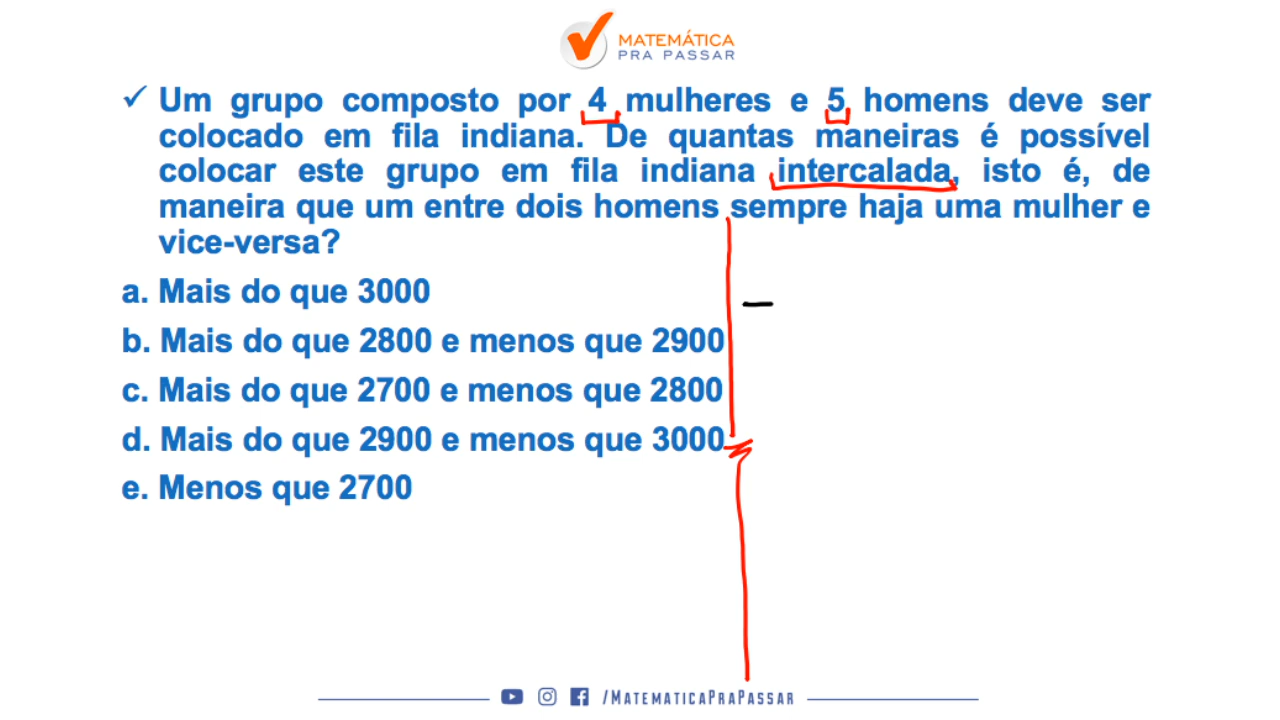 MATEMÁTICA
PRA PASSAR
✓ Um grupo composto por 4 mulheres e 5 homens deve ser
colocado em fila indiana. De quantas maneiras é possível
colocar este grupo em fila indiana intercalada, isto é, de
maneira que um entre dois homens sempre haja uma mulher e
vice-versa?
a. Mais do que 3000
b. Mais do que 2800 e menos que 2900
c. Mais do que 2700 e menos que 2800
d. Mais do que 2900 e menos que 3000
e. Menos que 2700
/MATEMATICAPRAPASSAR